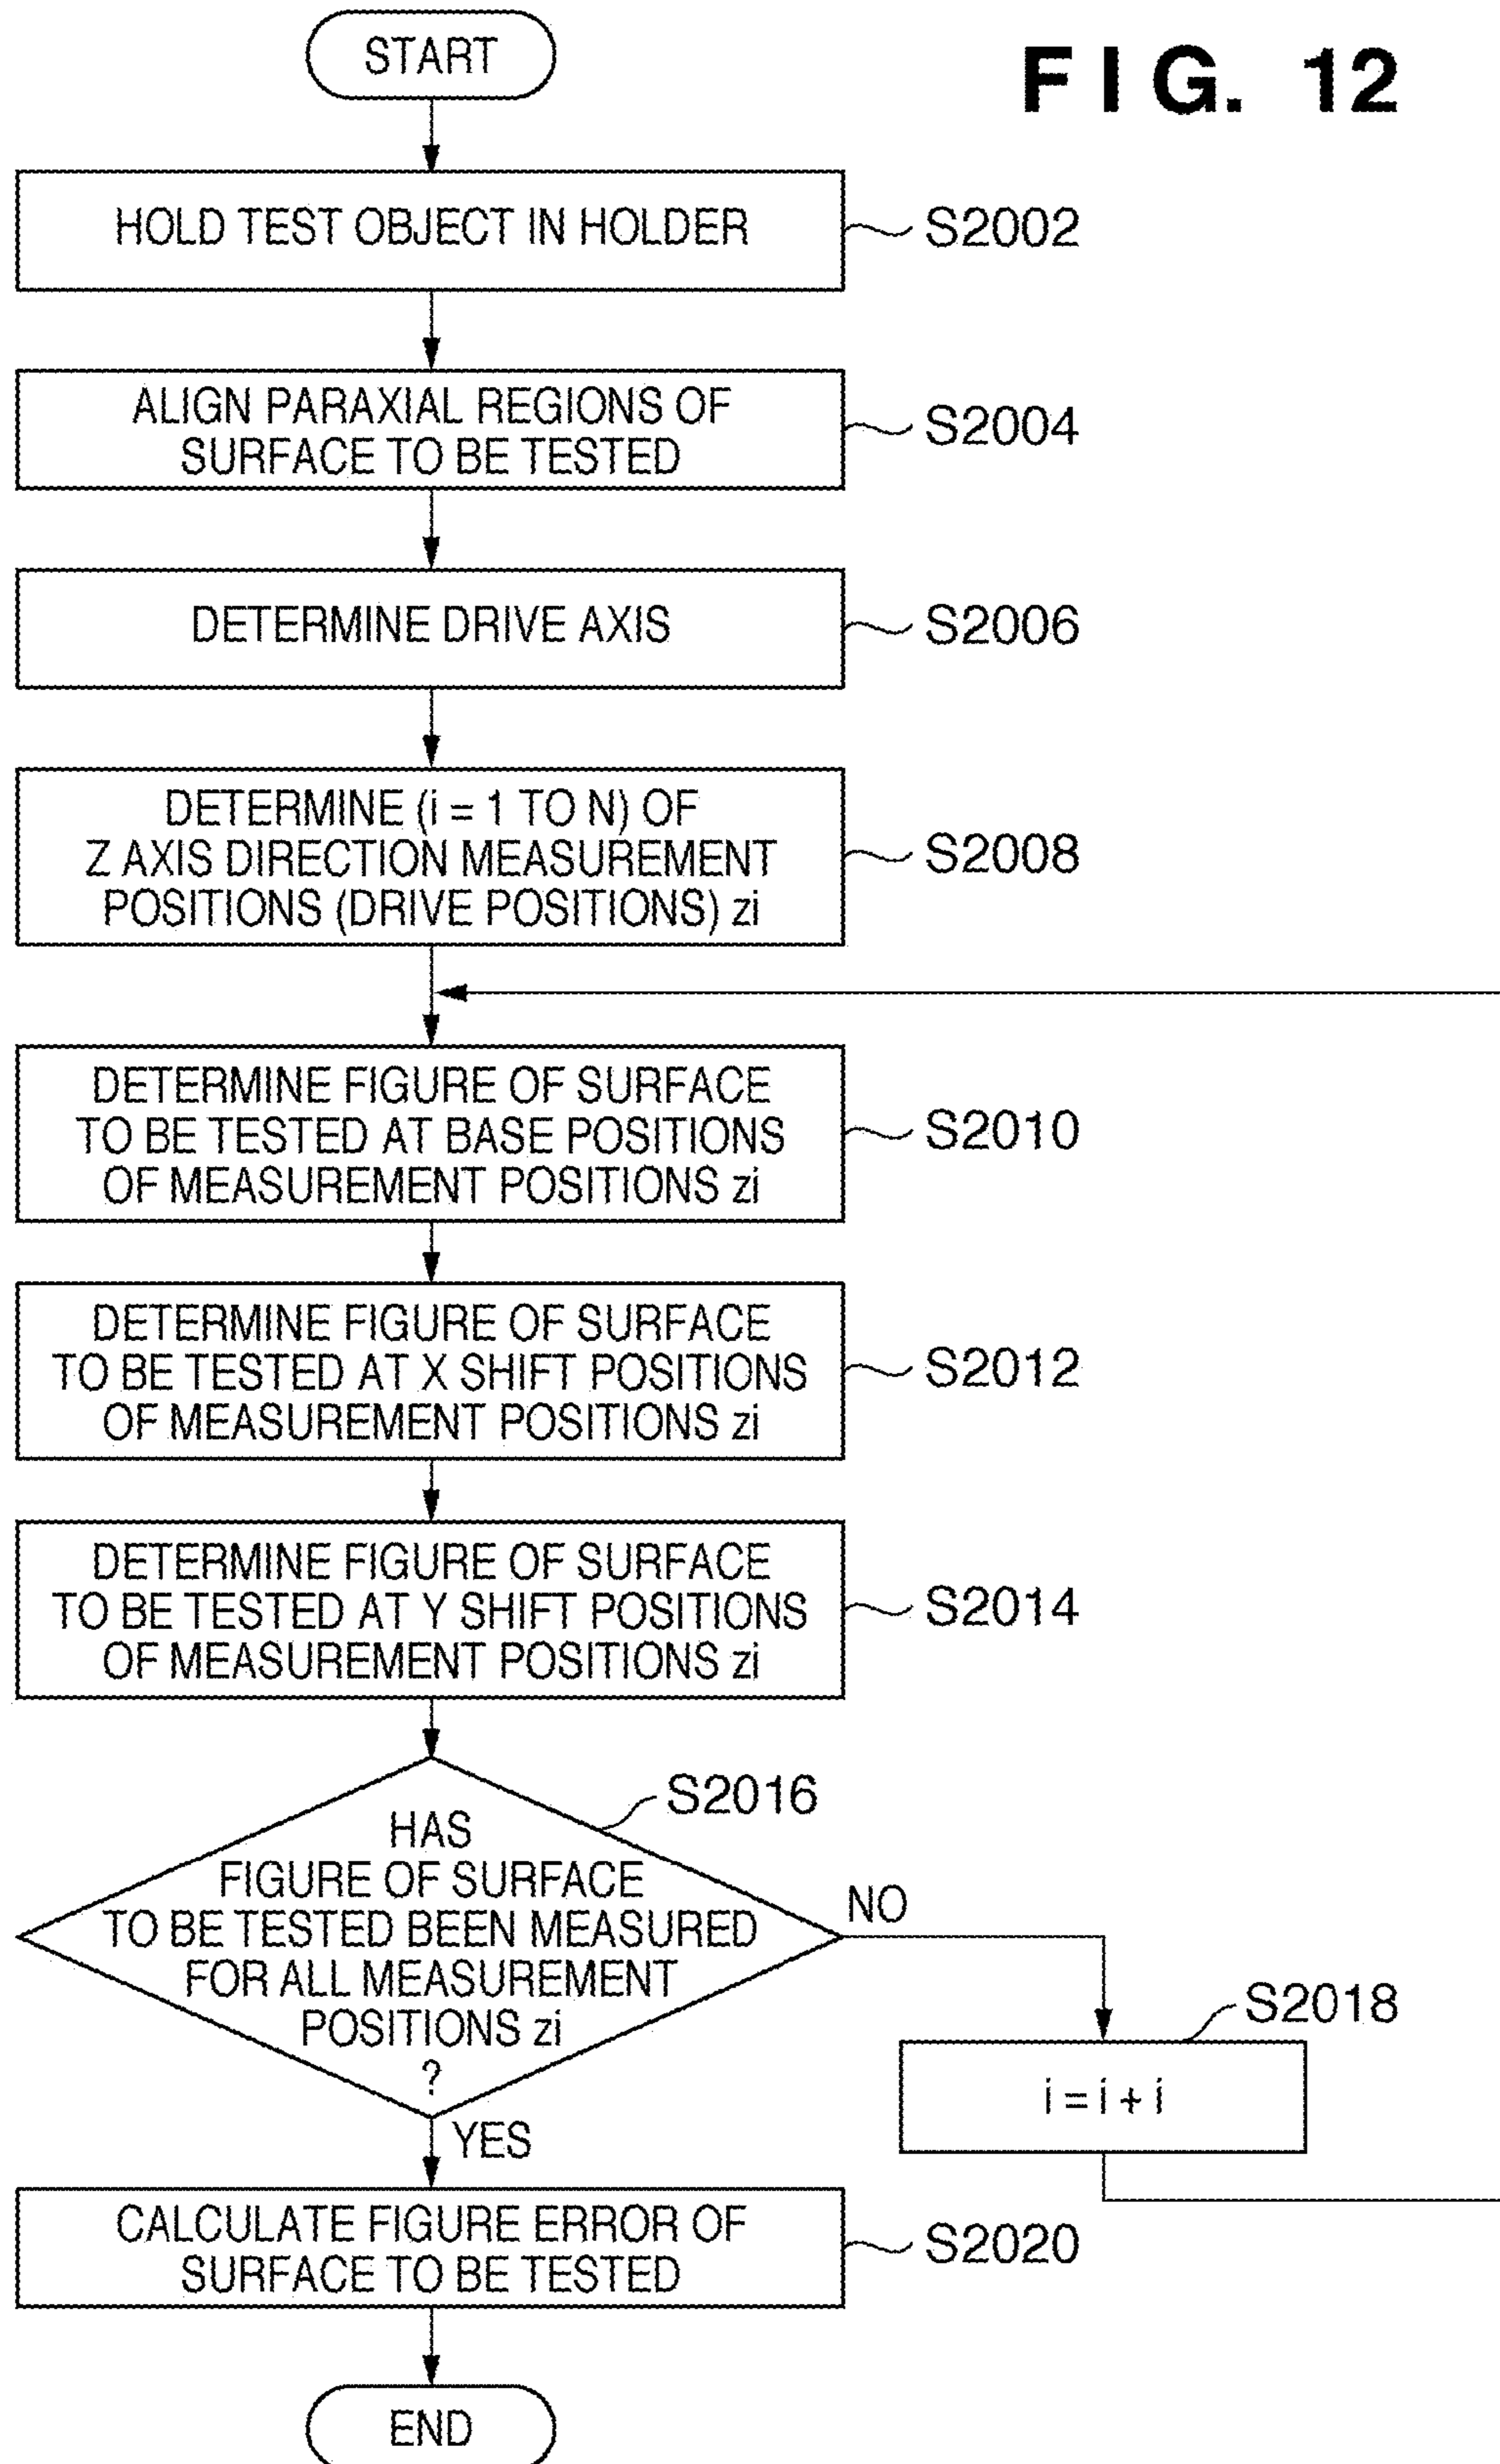 FIG. 12
START
HOLD TEST OBJECT IN HOLDER
S2002
ALIGN PARAXIAL REGIONS OF
SURFACE TO BE TESTED
S2004
DETERMINE DRIVE AXIS
S2006
DETERMINE (i = 1 TO N) OF
Z AXIS DIRECTION MEASUREMENT
POSITIONS (DRIVE POSITIONS) zi
S2008
DETERMINE FIGURE OF SURFACE
TO BE TESTED AT BASE POSITIONS
OF MEASUREMENT POSITIONS zi
S2010
DETERMINE FIGURE OF SURFACE
TO BE TESTED AT X SHIFT POSITIONS
OF MEASUREMENT POSITIONS zi
S2012
DETERMINE FIGURE OF SURFACE
TO BE TESTED AT Y SHIFT POSITIONS
OF MEASUREMENT POSITIONS zi
S2014
S2016
HAS
FIGURE OF SURFACE
TO BE TESTED BEEN MEASURED
FOR ALL MEASUREMENT
POSITIONS zi
?
NO
S2018
i = i + i
YES
CALCULATE FIGURE ERROR OF
SURFACE TO BE TESTED
S2020
END